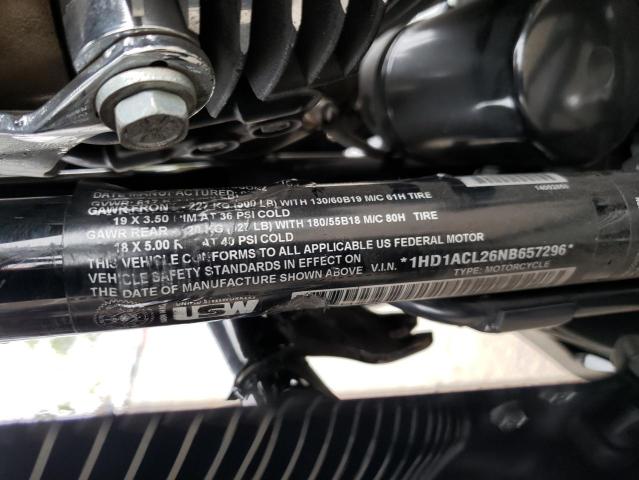 DATE MANUFACTURED
GAWR FRONT 227 KG (500 LB) WITH 130/60B19 M/C 61H TIRE
19 X 3.50 RIM AT 36 PSI COLD
GAWR REAR KG (727 LB) WITH 180/55B18 M/C 80H TIRE
18 X 5.00 AT 40 PSI COLD
THIS VEHICLE CONFORMS TO ALL APPLICABLE US FEDERAL MOTOR
VEHICLE SAFETY STANDARDS IN EFFECT ON
THE DATE OF MANUFACTURE SHOWN ABOVE V.I.N. *1HD1ACL26NB657296*
TYPE: MOTORCYCLE
USW